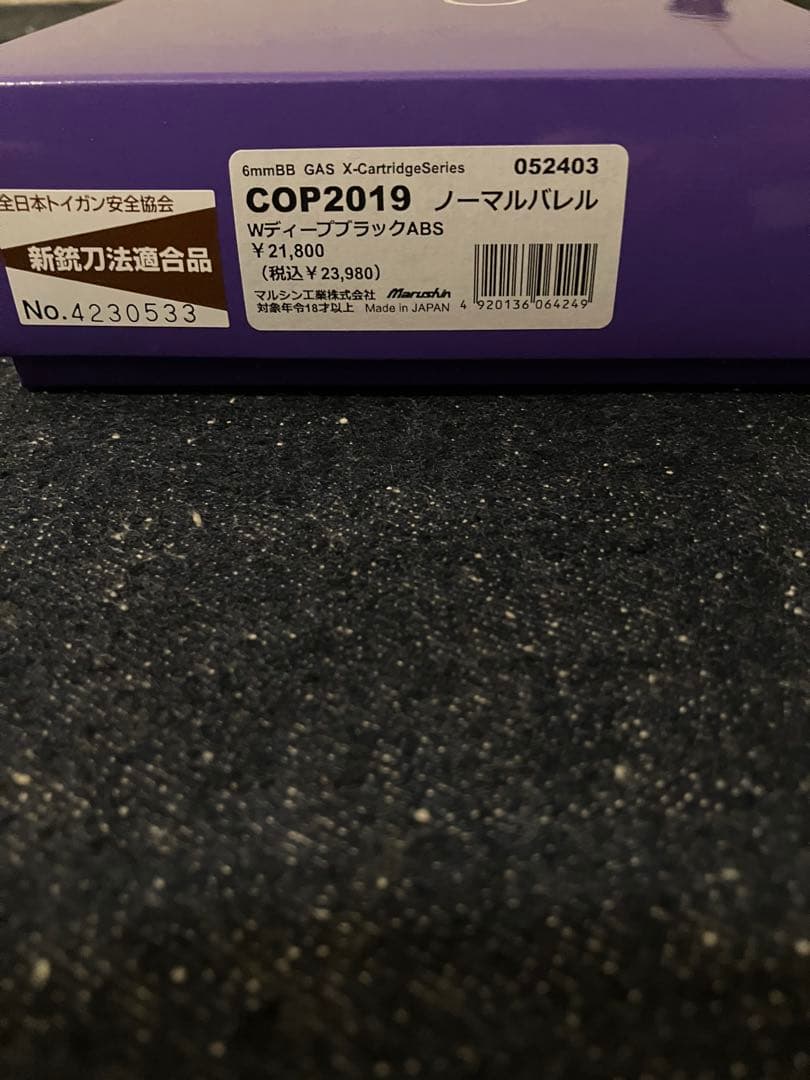 全日本トイガン安全協会
新銃刀法適合品
No.4230533
6mmBB GAS X-CartridgeSeries 052403
COP2019 ノーマルバレル
WディープブラックABS
¥21,800
(税込¥23,980)
マルシン工業株式会社 Marushin
対象年令18才以上 Made in JAPAN
4 920136 064249